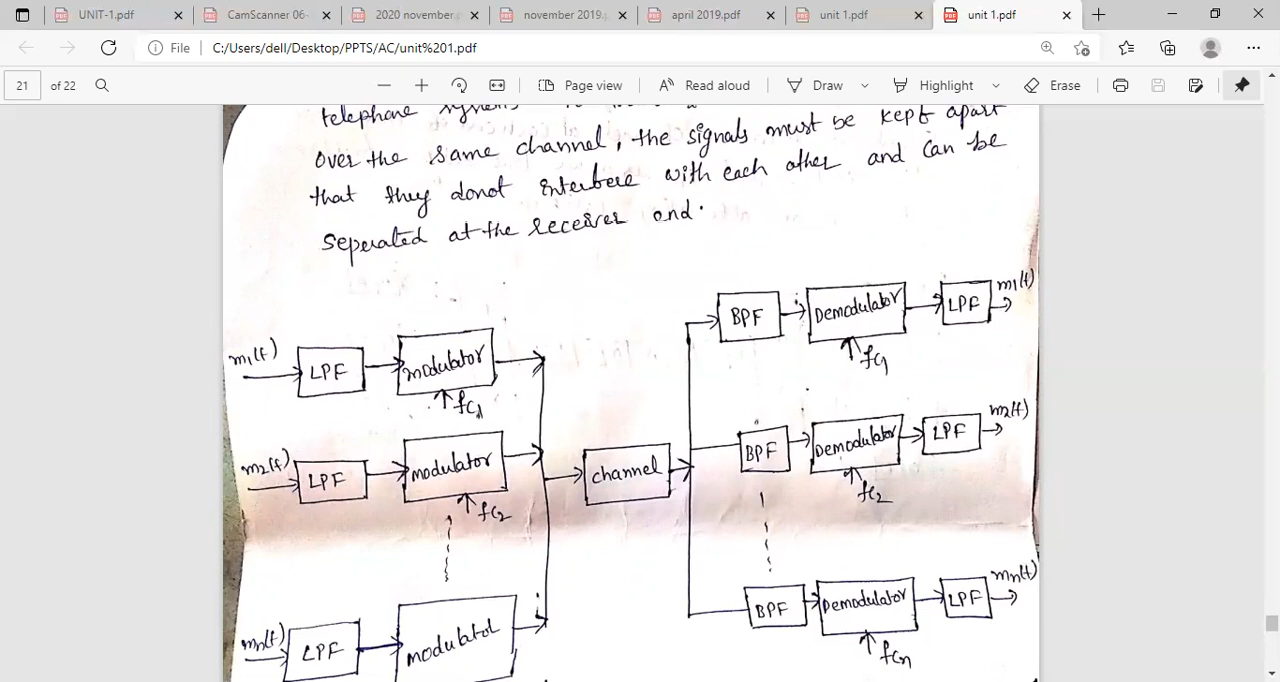 UNIT-1.pdf
CamScanner 06-
2020 november.p
november 2019.p
april 2019.pdf
unit 1.pdf
unit 1.pdf
File
C:/Users/dell/Desktop/PPTS/AC/unit%201.pdf
21 of 22
Page view
Read aloud
Draw
Highlight
Erase
telephone
over the same channel, the signals must be kept apart
that they donot interbere with each other and can be
seperated at the receiver end.
m1(t)
LPF
modulator
fc1
m2(t)
LPF
modulator
fc2
mn(t)
LPF
modulator
channel
BPF
Demodulator
LPF
m1(t)
fc1
BPF
Demodulator
LPF
m2(t)
fc2
BPF
Demodulator
LPF
mn(t)
fcn